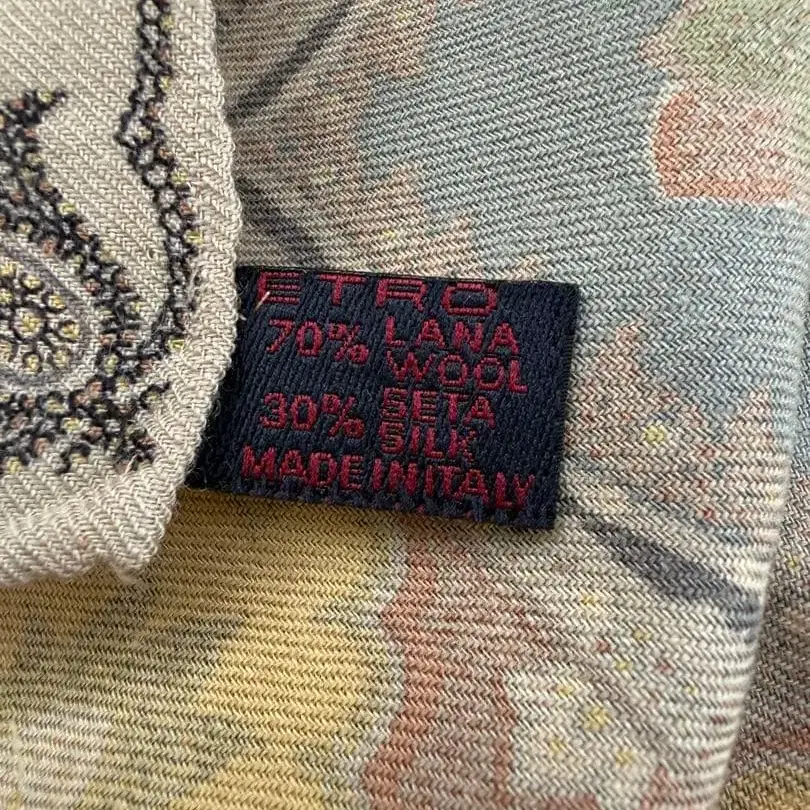 ETRO
70% LANA
WOOL
30% SETA
SILK
MADE IN ITALY